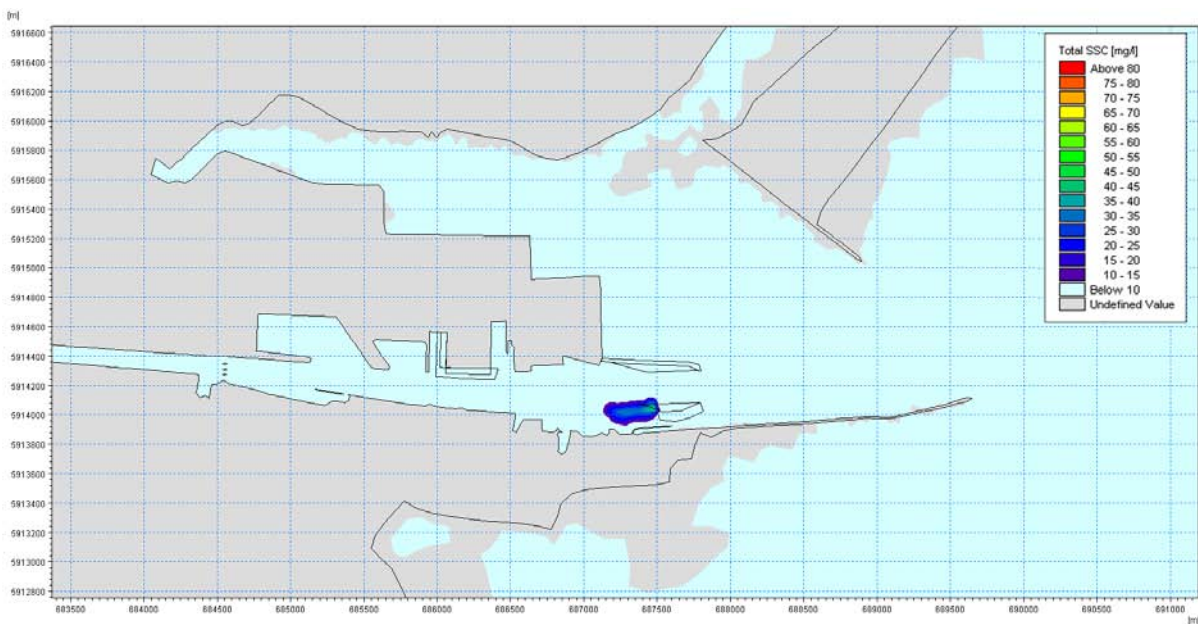 [m]
5916600
5916400
5916200
5916000
5915800
5915600
5915400
5915200
5915000
5914800
5914600
5914400
5914200
5914000
5913800
5913600
5913400
5913200
5913000
5912800
Total SSC [mg/l]
Above 80
75 - 80
70 - 75
65 - 70
60 - 65
55 - 60
50 - 55
45 - 50
40 - 45
35 - 40
30 - 35
25 - 30
20 - 25
15 - 20
10 - 15
Below 10
Undefined Value
683500 684000 684500 685000 685500 686000 686500 687000 687500 688000 688500 689000 689500 690000 690500 691000
[m]